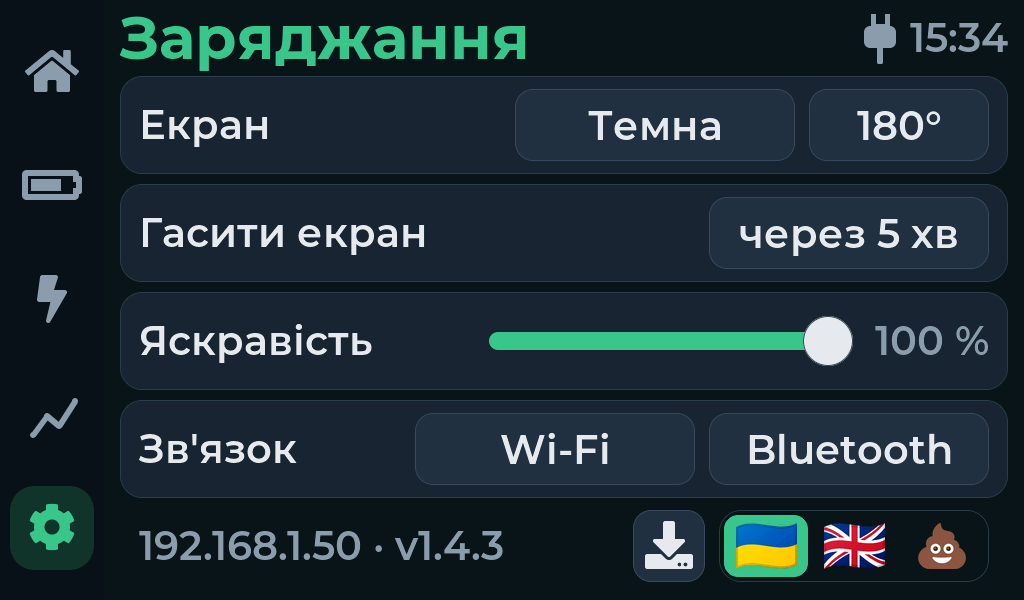 Заряджання 15:34
Екран Темна 180°
Гасити екран через 5 хв
Яскравість 100 %
Зв'язок Wi-Fi Bluetooth
192.168.1.50 · v1.4.3